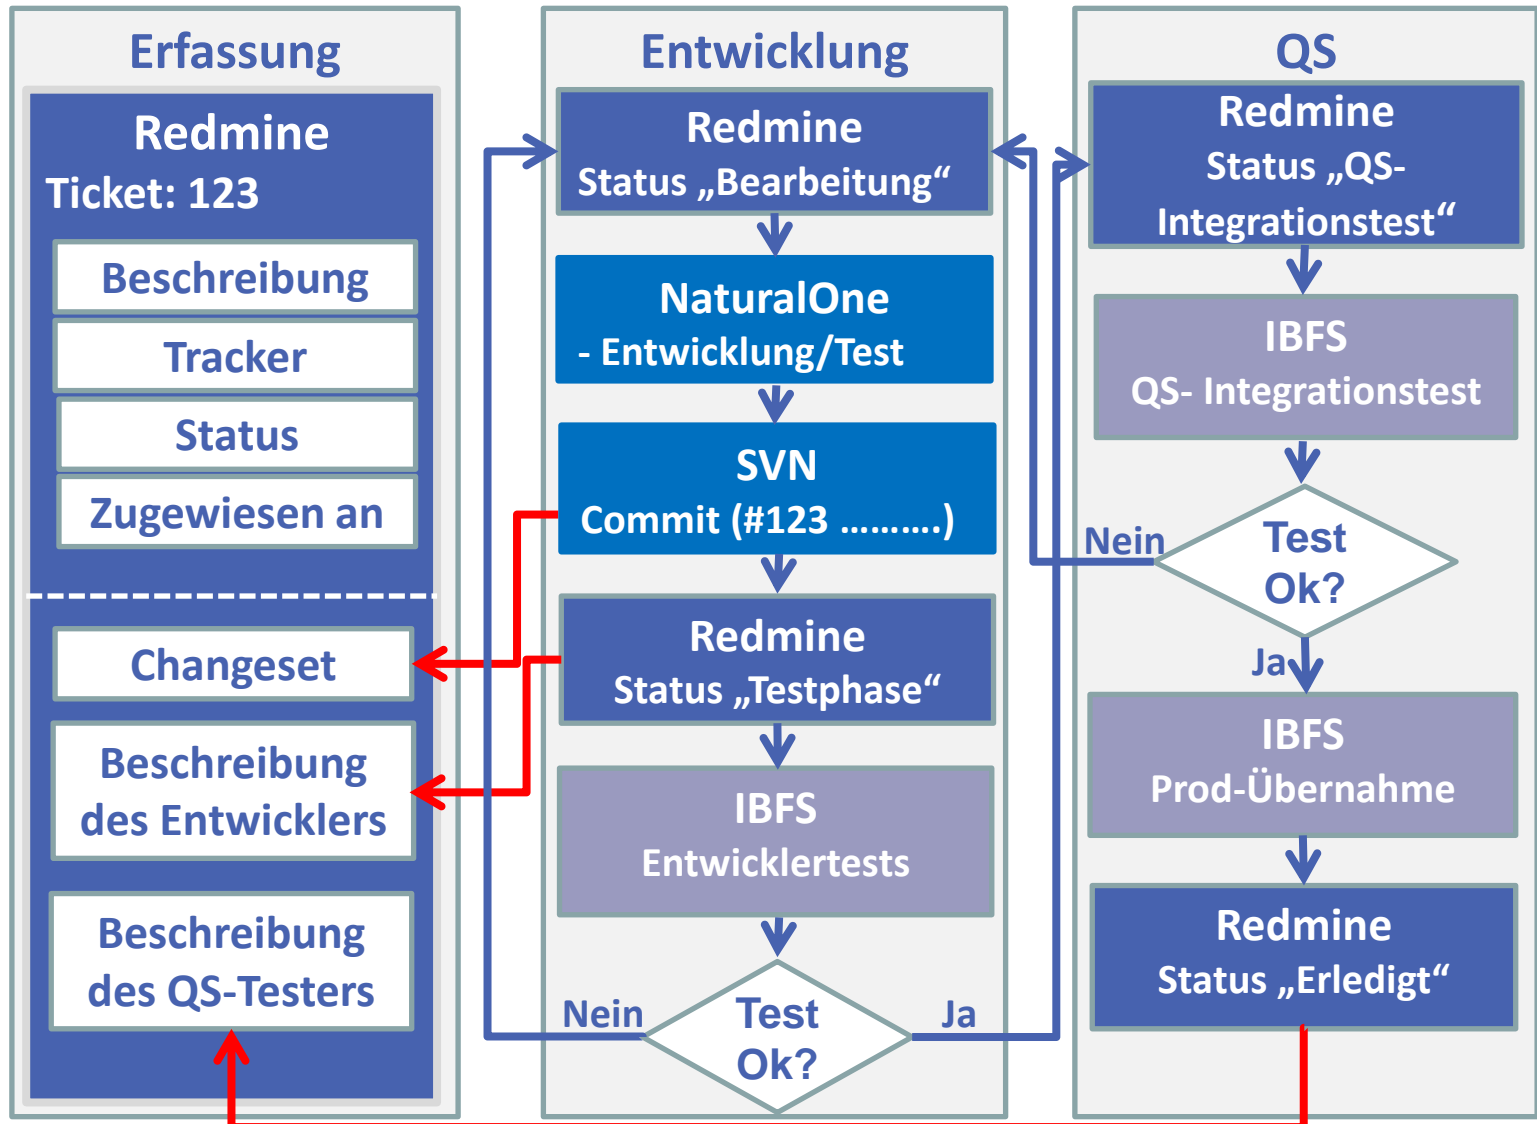 Erfassung
Redmine
Ticket: 123
Beschreibung
Tracker
Status
Zugewiesen an
Changeset
Beschreibung
des Entwicklers
Beschreibung
des QS-Testers
Entwicklung
Redmine
Status „Bearbeitung“
NaturalOne
- Entwicklung/Test
SVN
Commit (#123 ……….)
Redmine
Status „Testphase“
IBFS
Entwicklertests
Nein
Test
Ok?
Ja
QS
Redmine
Status „QS-
Integrationstest“
IBFS
QS- Integrationstest
Nein
Test
Ok?
Ja
IBFS
Prod-Übernahme
Redmine
Status „Erledigt“